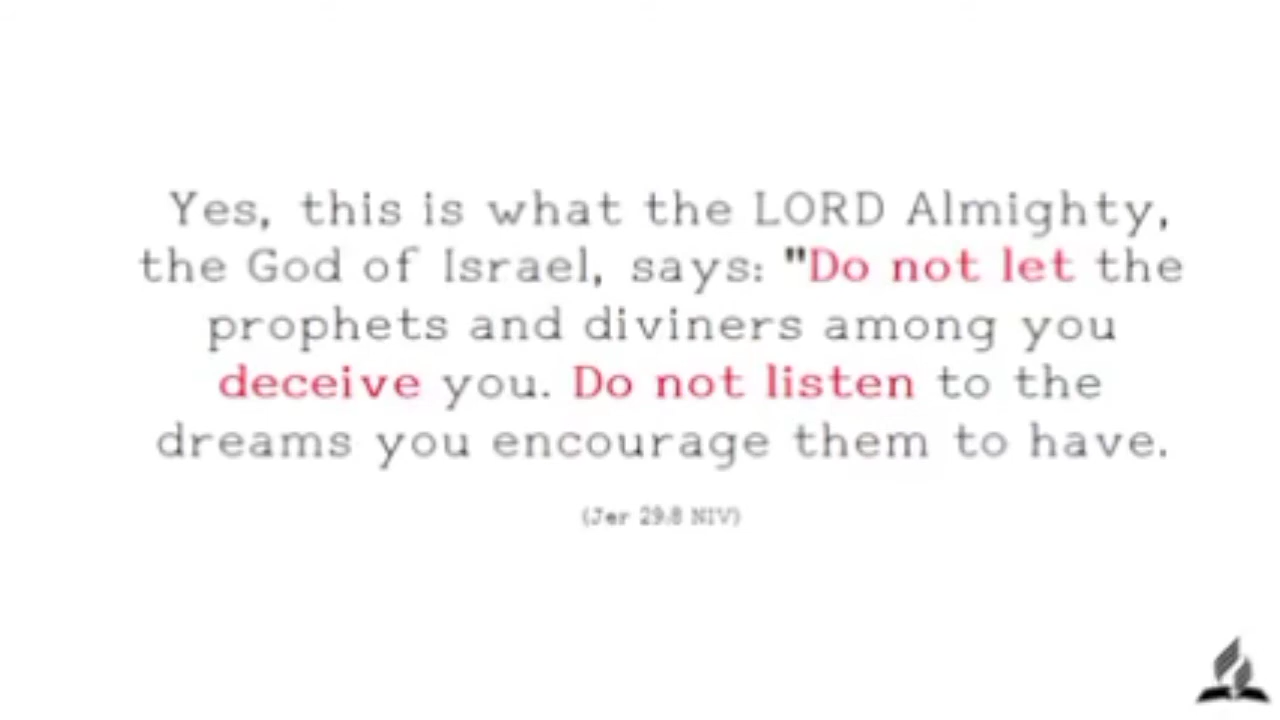 Yes, this is what the LORD Almighty,
the God of Israel, says: "Do not let the
prophets and diviners among you
deceive you. Do not listen to the
dreams you encourage them to have.
(Jer 29:8 NIV)